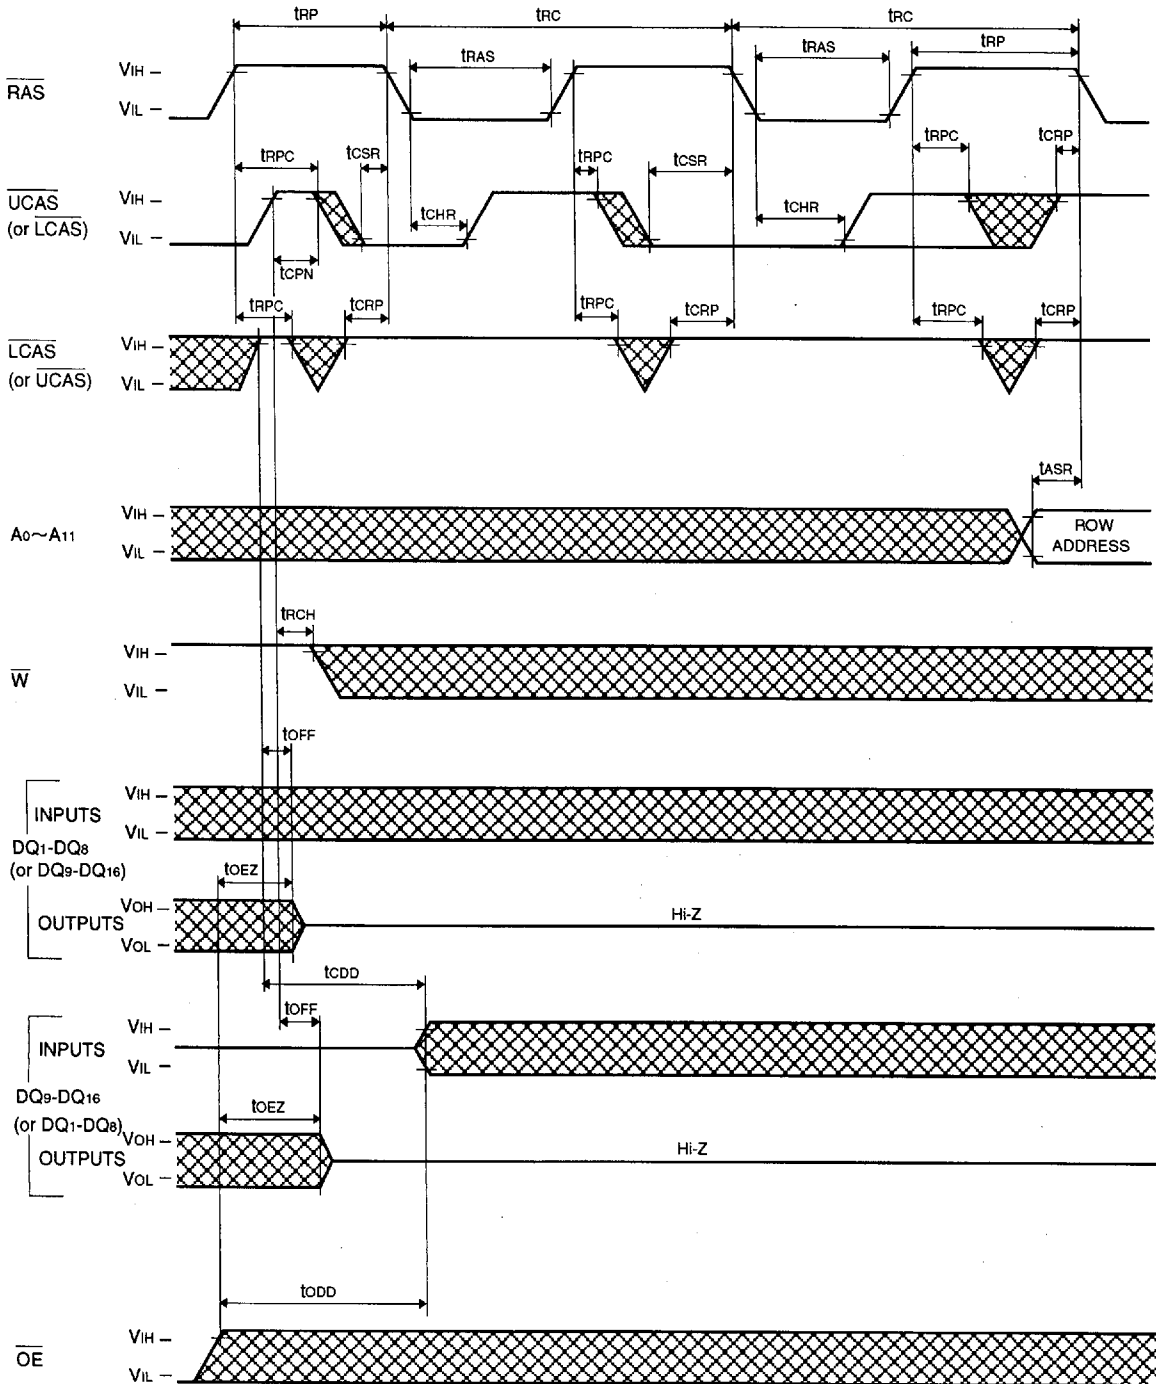 tRP tRC tRC
tRAS tRAS tRP
RAS
VIH
VIL
tRPC tCSR tRPC tCSR tRPC tCRP
UCAS
(or LCAS)
VIH
VIL
tCHR tCHR
tCPN
tRPC tCRP tRPC tCRP tRPC tCRP
LCAS
(or UCAS)
VIH
VIL
tASR
A0~A11
VIH
VIL
ROW
ADDRESS
tRCH
W
VIH
VIL
tOFF
INPUTS
VIH
VIL
DQ1-DQ8
(or DQ9-DQ16)
tOEZ
OUTPUTS
VOH
VOL
Hi-Z
tCDD
tOFF
INPUTS
VIH
VIL
DQ9-DQ16
(or DQ1-DQ8)
tOEZ
OUTPUTS
VOH
VOL
Hi-Z
tODD
OE
VIH
VIL